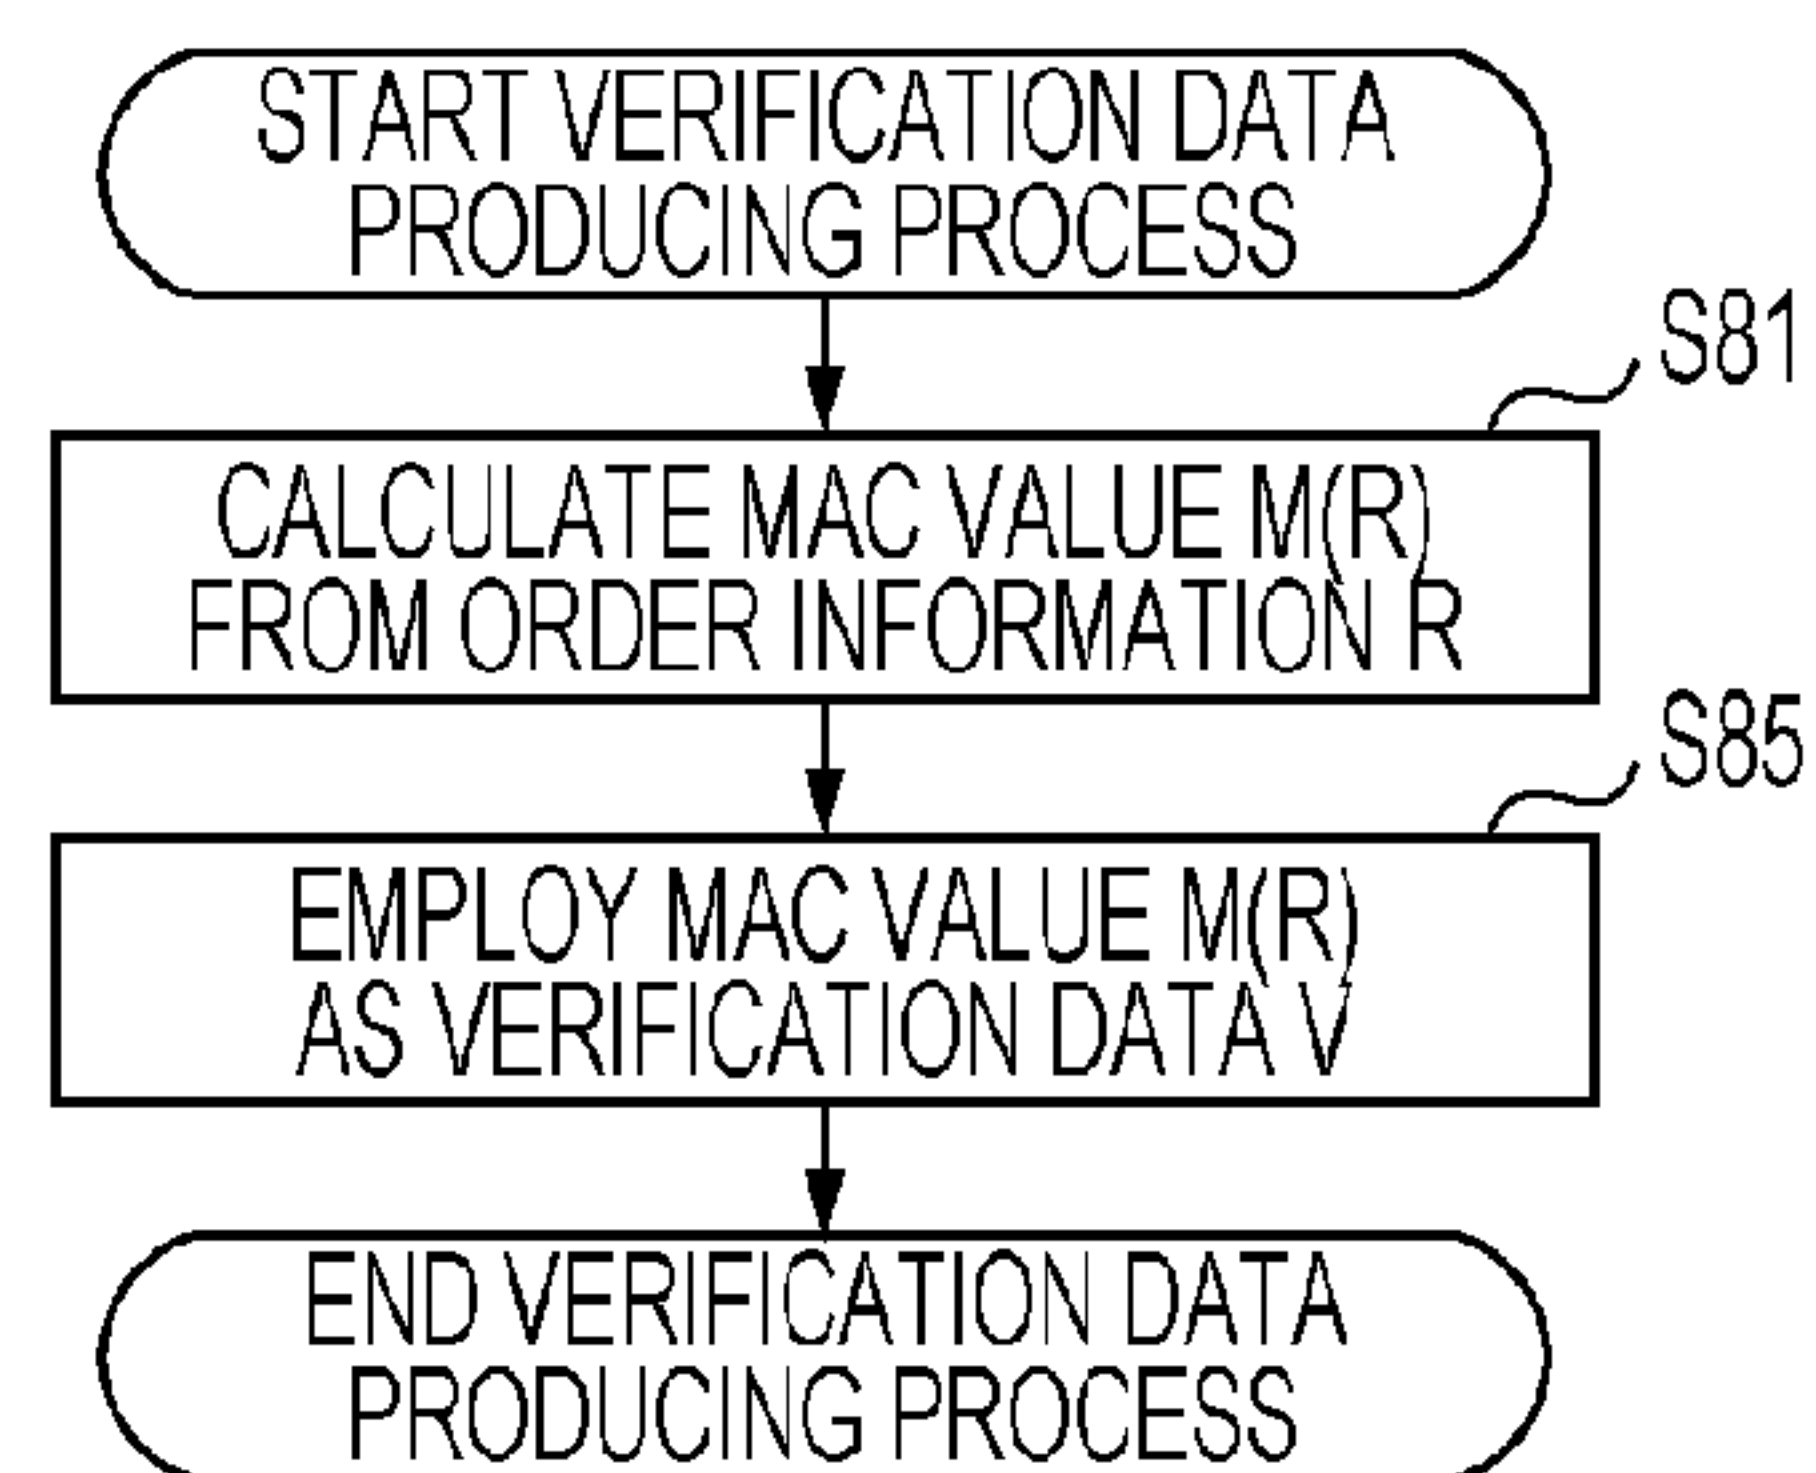 START VERIFICATION DATA
PRODUCING PROCESS
S81
CALCULATE MAC VALUE M(R)
FROM ORDER INFORMATION R
S85
EMPLOY MAC VALUE M(R)
AS VERIFICATION DATA V
END VERIFICATION DATA
PRODUCING PROCESS